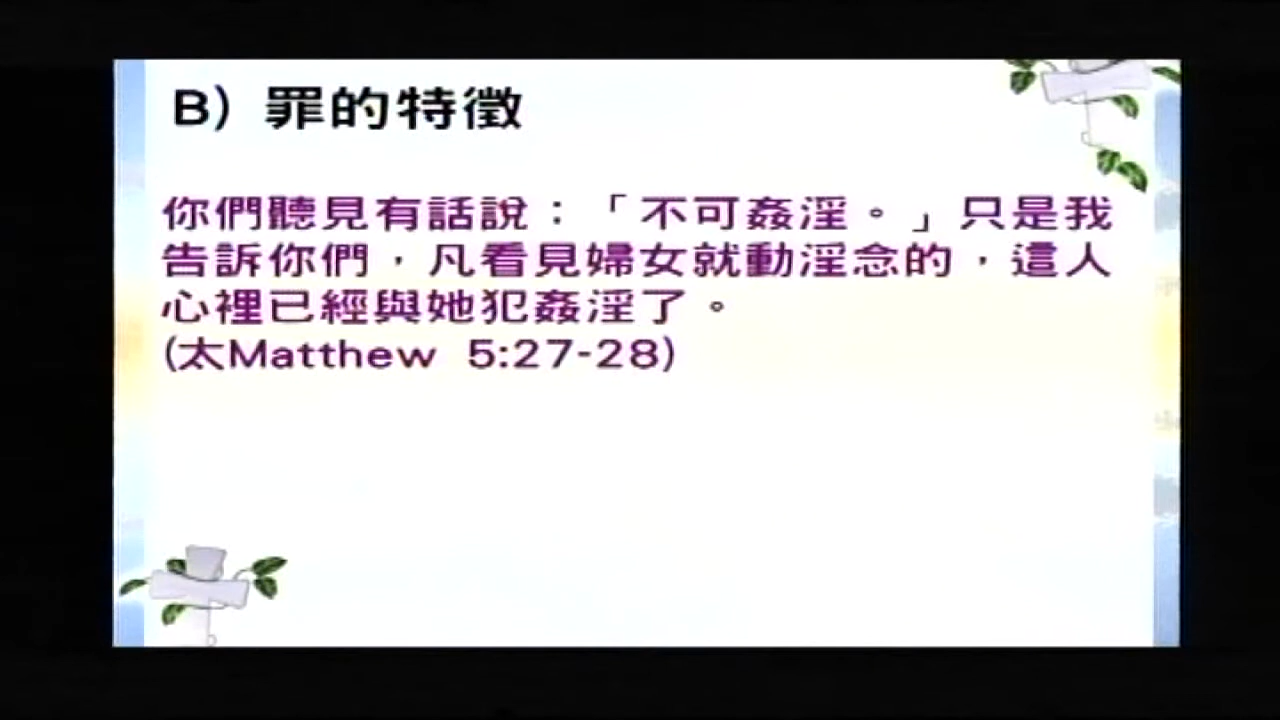 B) 罪的特徵
你們聽見有話說：「不可姦淫。」只是我
告訴你們，凡看見婦女就動淫念的，這人
心裡已經與她犯姦淫了。
(太Matthew 5:27-28)